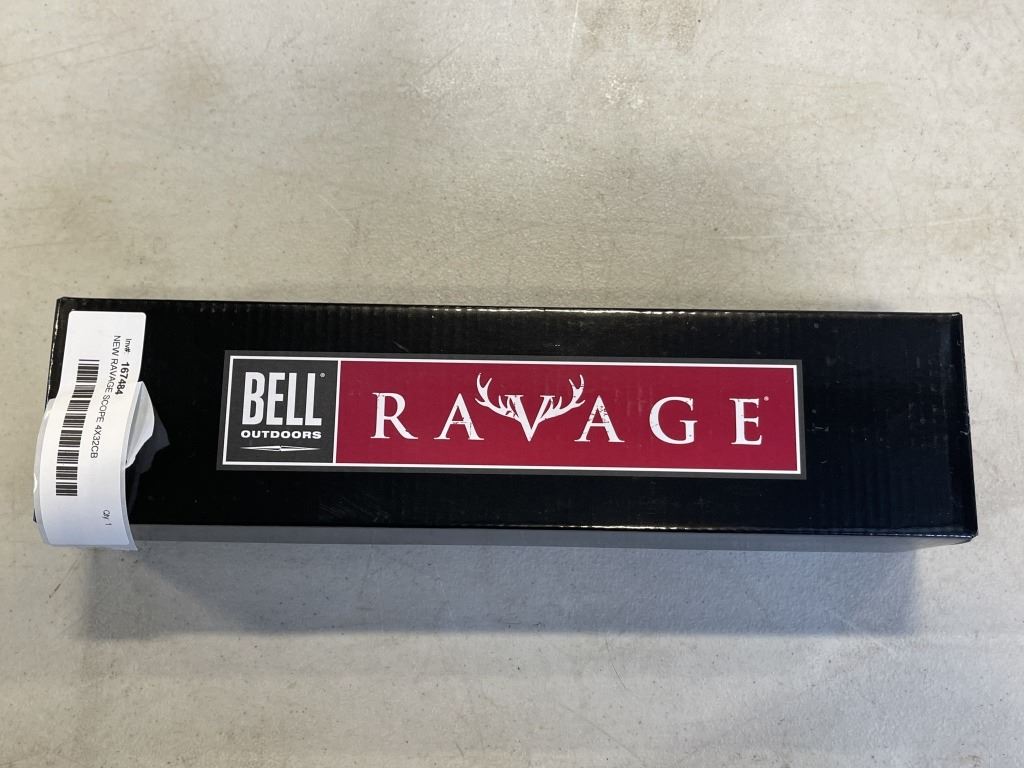 Inv#: 167484
NEW RAVAGE SCOPE 4X32CB
Qty 1
BELL®
OUTDOORS
RAVAGE®